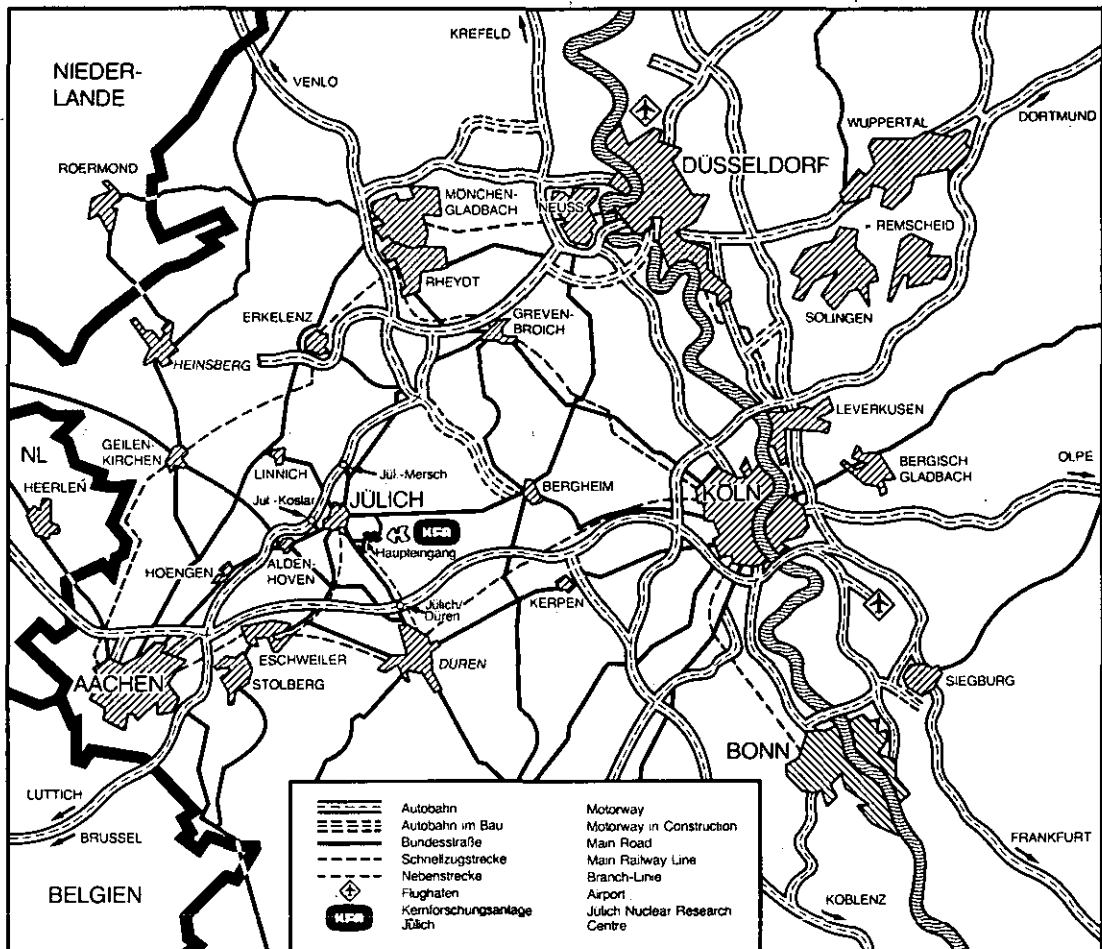 KREFELD
NIEDER-
LANDE
VENLO
DORTMUND
WUPPERTAL
ROERMOND
DÜSSELDORF
MÖNCHEN-
GLADBACH
NEUSS
REMSCHEID
RHEYDT
SOLINGEN
ERKELENZ
GREVEN-
BROICH
HEINSBERG
LEVERKUSEN
GEILEN-
KIRCHEN
NL
HEERLEN
LINNICH
Jül.-Mersch
BERGISCH
GLADBACH
OLPE
BERGHEIM
KÖLN
JÜLICH
Jül.-Koslar
KFA
Haupteingang
HOENGEN
ALDEN-
HOVEN
Jülich/
Düren
KERPEN
ESCHWEILER
DÜREN
AACHEN
STOLBERG
SIEGBURG
BONN
LUTTICH
BRUSSEL
BELGIEN
FRANKFURT
KOBLENZ
Autobahn Motorway
Autobahn im Bau Motorway in Construction
Bundesstraße Main Road
Schnellzugstrecke Main Railway Line
Nebenstrecke Branch-Line
Flughafen Airport
KFA Kernforschungsanlage Jülich Nuclear Research
Jülich Centre